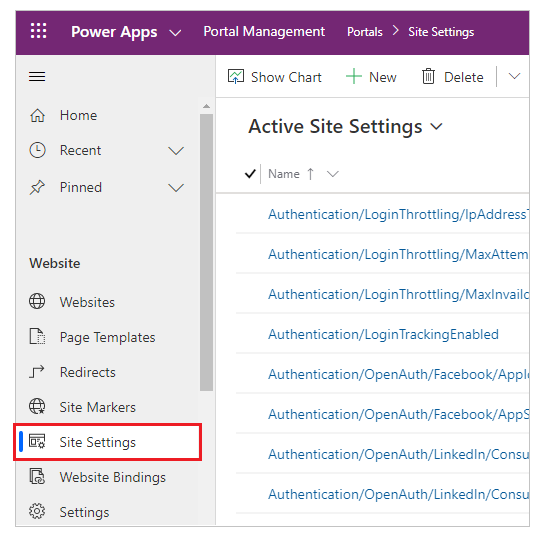 Power Apps Portal Management Portals > Site Settings
Show Chart New Delete
Home
Recent
Pinned
Website
Websites
Page Templates
Redirects
Site Markers
Site Settings
Website Bindings
Settings
Active Site Settings
Name
Authentication/LoginThrottling/IpAddressT
Authentication/LoginThrottling/MaxAttem
Authentication/LoginThrottling/MaxInvaild
Authentication/LoginTrackingEnabled
Authentication/OpenAuth/Facebook/AppId
Authentication/OpenAuth/Facebook/AppS
Authentication/OpenAuth/LinkedIn/Consu
Authentication/OpenAuth/LinkedIn/Consu